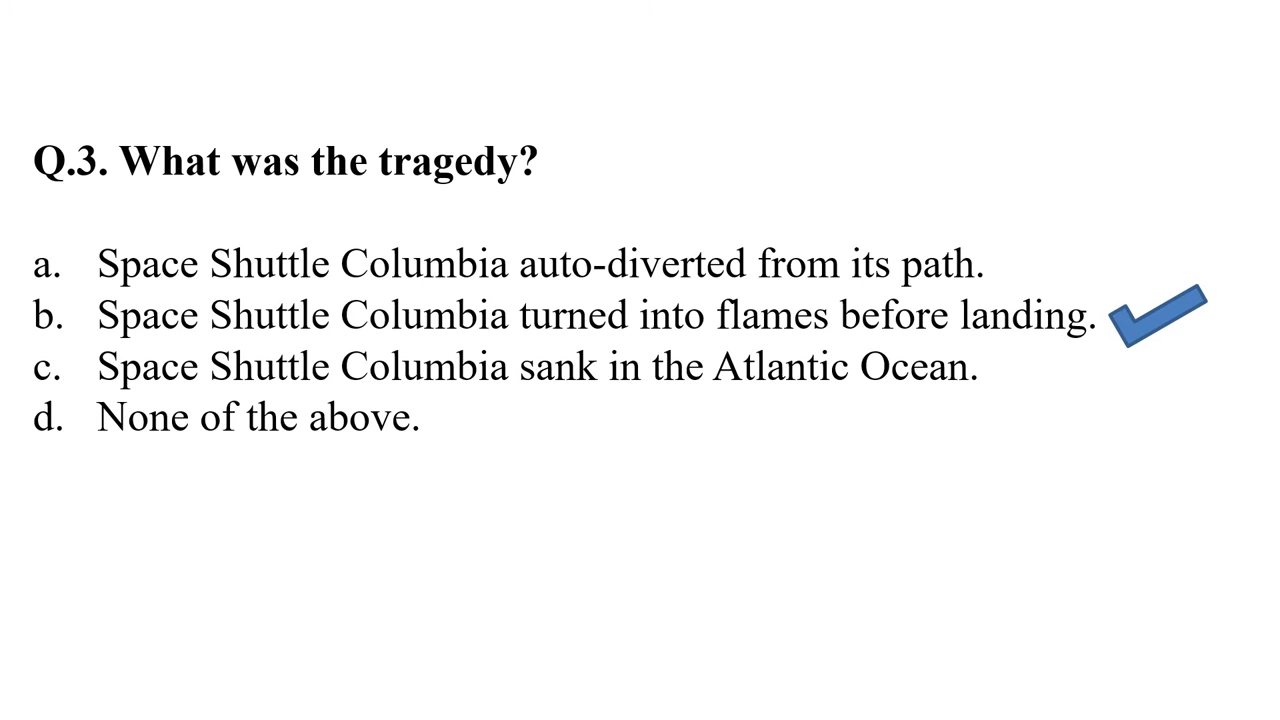 Q.3. What was the tragedy?
a. Space Shuttle Columbia auto-diverted from its path.
b. Space Shuttle Columbia turned into flames before landing.
c. Space Shuttle Columbia sank in the Atlantic Ocean.
d. None of the above.